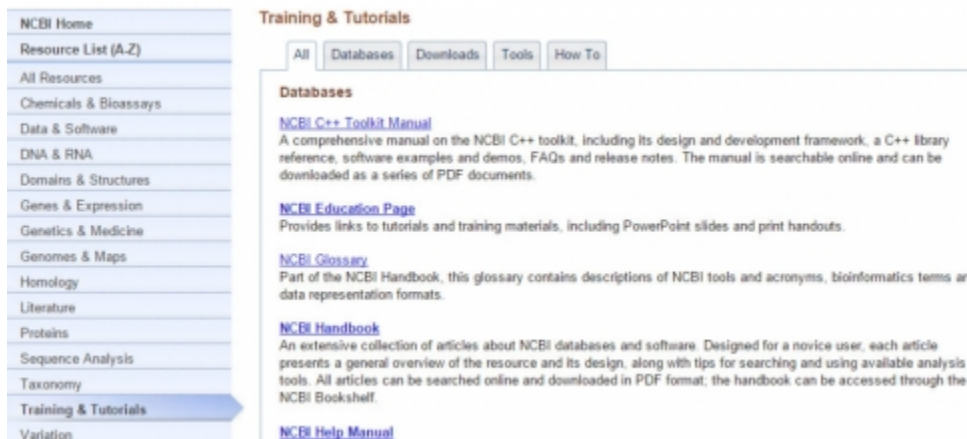 NCBI Home
Resource List (A-Z)
All Resources
Chemicals & Bioassays
Data & Software
DNA & RNA
Domains & Structures
Genes & Expression
Genetics & Medicine
Genomes & Maps
Homology
Literature
Proteins
Sequence Analysis
Taxonomy
Training & Tutorials
Variation
Training & Tutorials
All Databases Downloads Tools How To
Databases
NCBI C++ Toolkit Manual
A comprehensive manual on the NCBI C++ toolkit, including its design and development framework, a C++ library
reference, software examples and demos, FAQs and release notes. The manual is searchable online and can be
downloaded as a series of PDF documents.
NCBI Education Page
Provides links to tutorials and training materials, including PowerPoint slides and print handouts.
NCBI Glossary
Part of the NCBI Handbook, this glossary contains descriptions of NCBI tools and acronyms, bioinformatics terms
data representation formats.
NCBI Handbook
An extensive collection of articles about NCBI databases and software. Designed for a novice user, each article
presents a general overview of the resource and its design, along with tips for searching and using available analysis
tools. All articles can be searched online and downloaded in PDF format; the handbook can be accessed through the
NCBI Bookshelf.
NCBI Help Manual